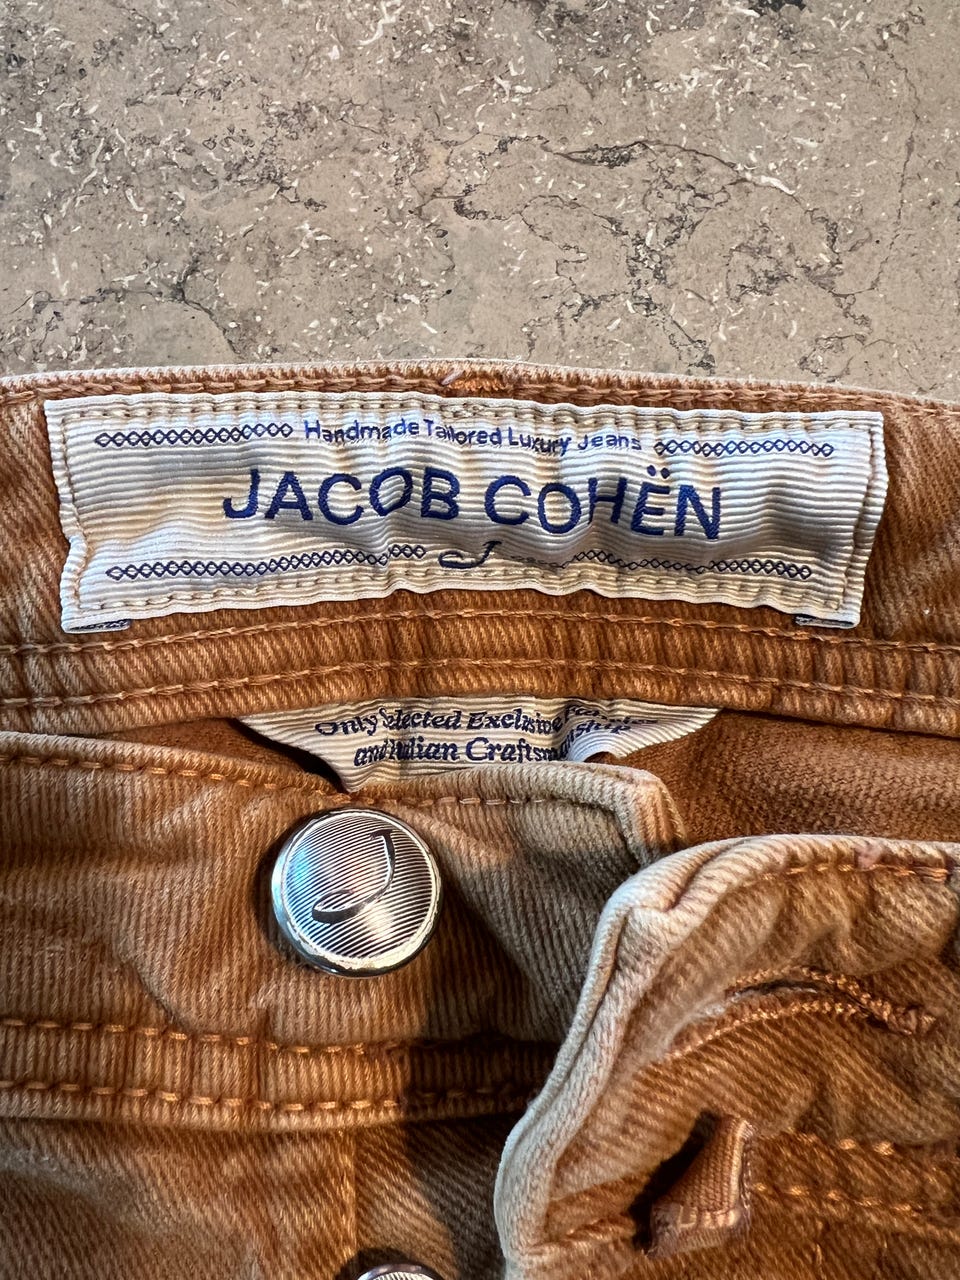 Handmade Tailored Luxury Jeans
JACOB COHËN
J
Only Selected Exclusive
and Italian Craftsmanship
J